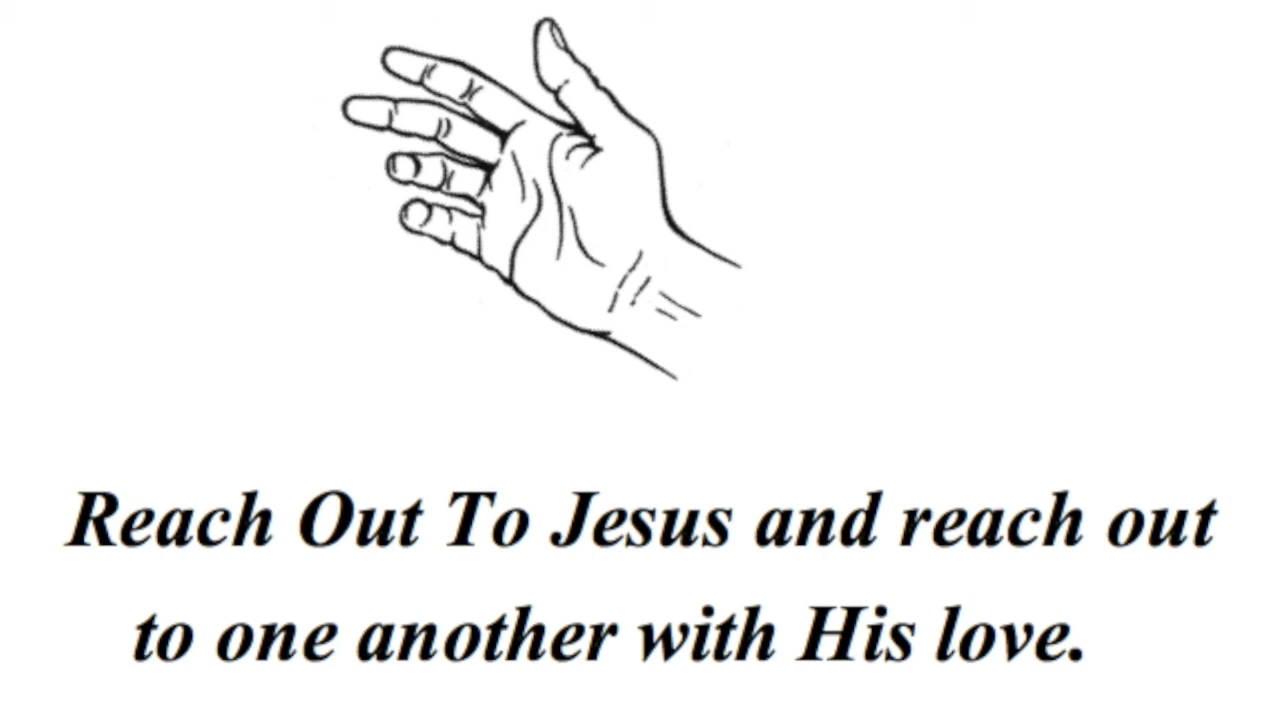 Reach Out To Jesus and reach out
to one another with His love.